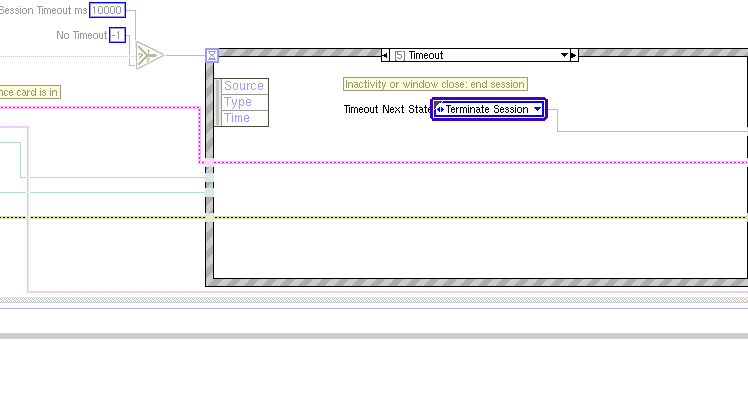 Session Timeout ms 10000
No Timeout -1
T
?
F
[5] Timeout
nce card is in
Source
Type
Time
Inactivity or window close: end session
Timeout Next State Terminate Session